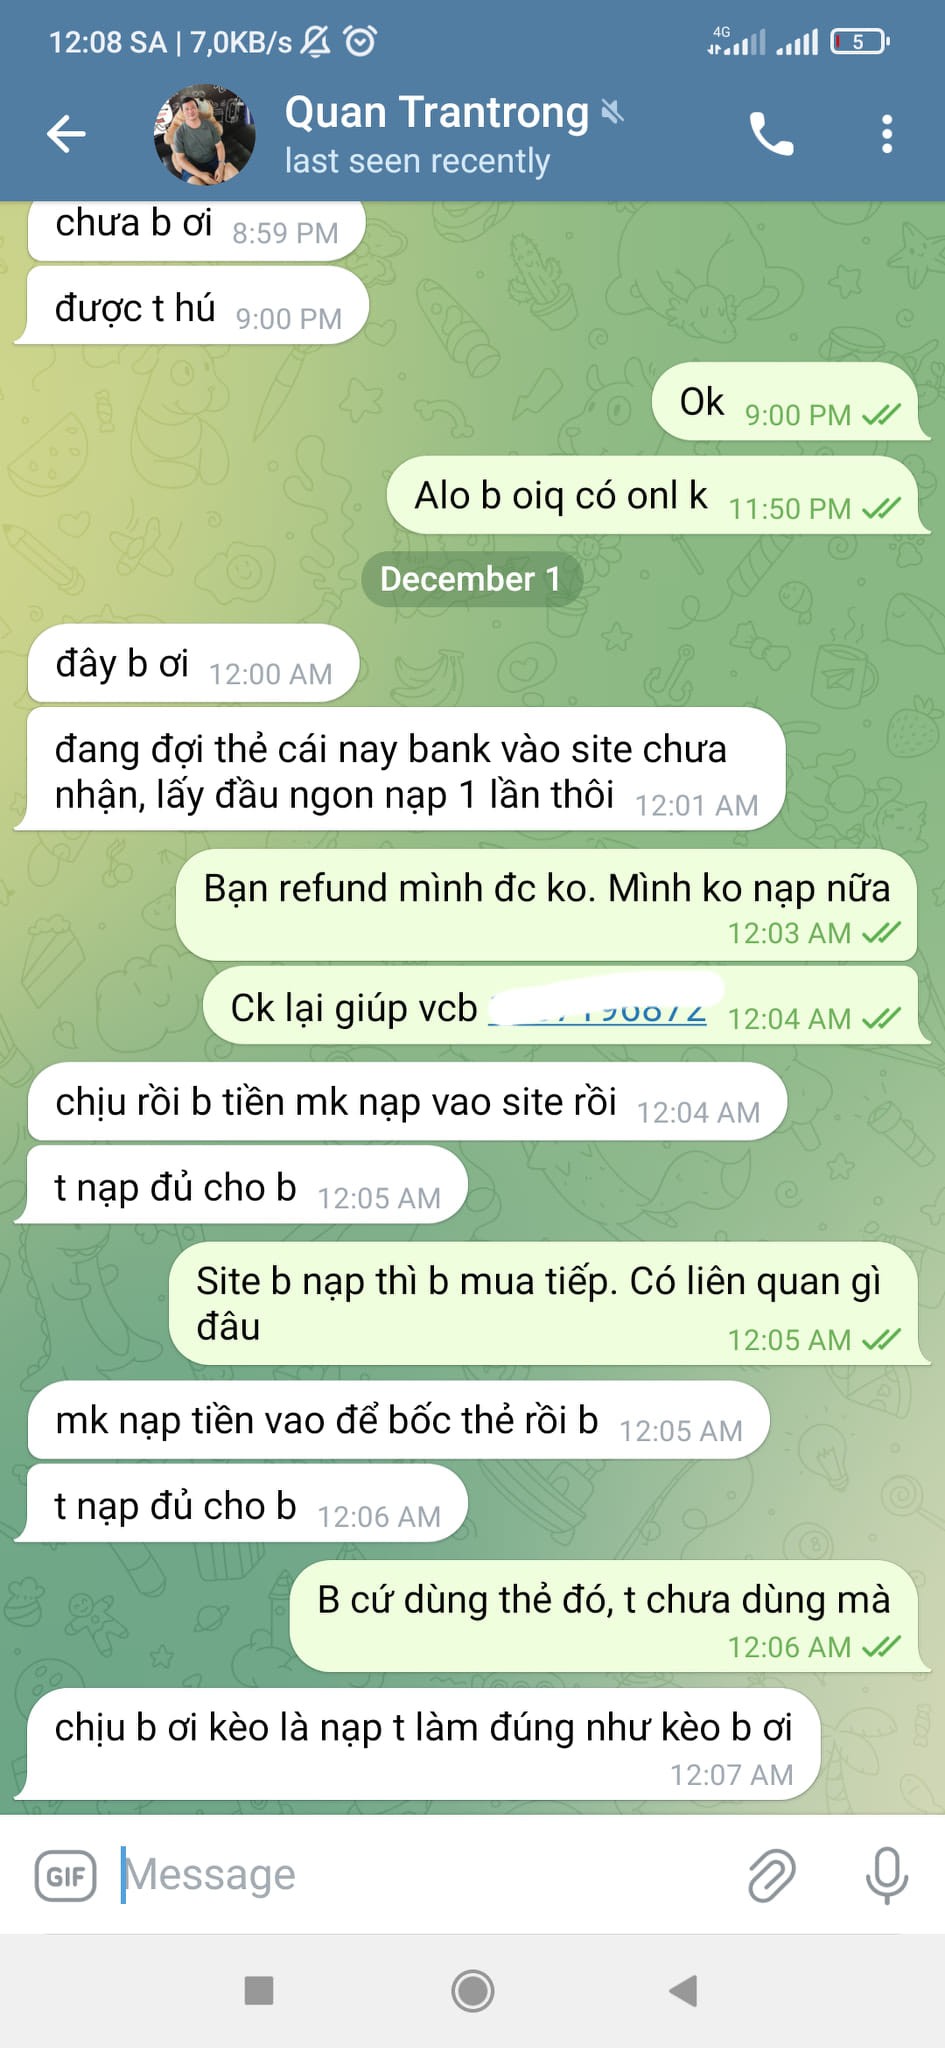 12:08 SA | 7,0KB/s
4G
5
Quan Trantrong
last seen recently
chưa b ơi 8:59 PM
được t hú 9:00 PM
Ok 9:00 PM
Alo b oiq có onl k 11:50 PM
December 1
đây b ơi 12:00 AM
đang đợi thẻ cái nay bank vào site chưa
nhận, lấy đầu ngon nạp 1 lần thôi 12:01 AM
Bạn refund mình đc ko. Mình ko nạp nữa
12:03 AM
Ck lại giúp vcb 12:04 AM
chịu rồi b tiền mk nạp vao site rồi 12:04 AM
t nạp đủ cho b 12:05 AM
Site b nạp thì b mua tiếp. Có liên quan gì
đâu 12:05 AM
mk nạp tiền vao để bốc thẻ rồi b 12:05 AM
t nạp đủ cho b 12:06 AM
B cứ dùng thẻ đó, t chưa dùng mà
12:06 AM
chịu b ơi kèo là nạp t làm đúng như kèo b ơi
12:07 AM
GIF Message